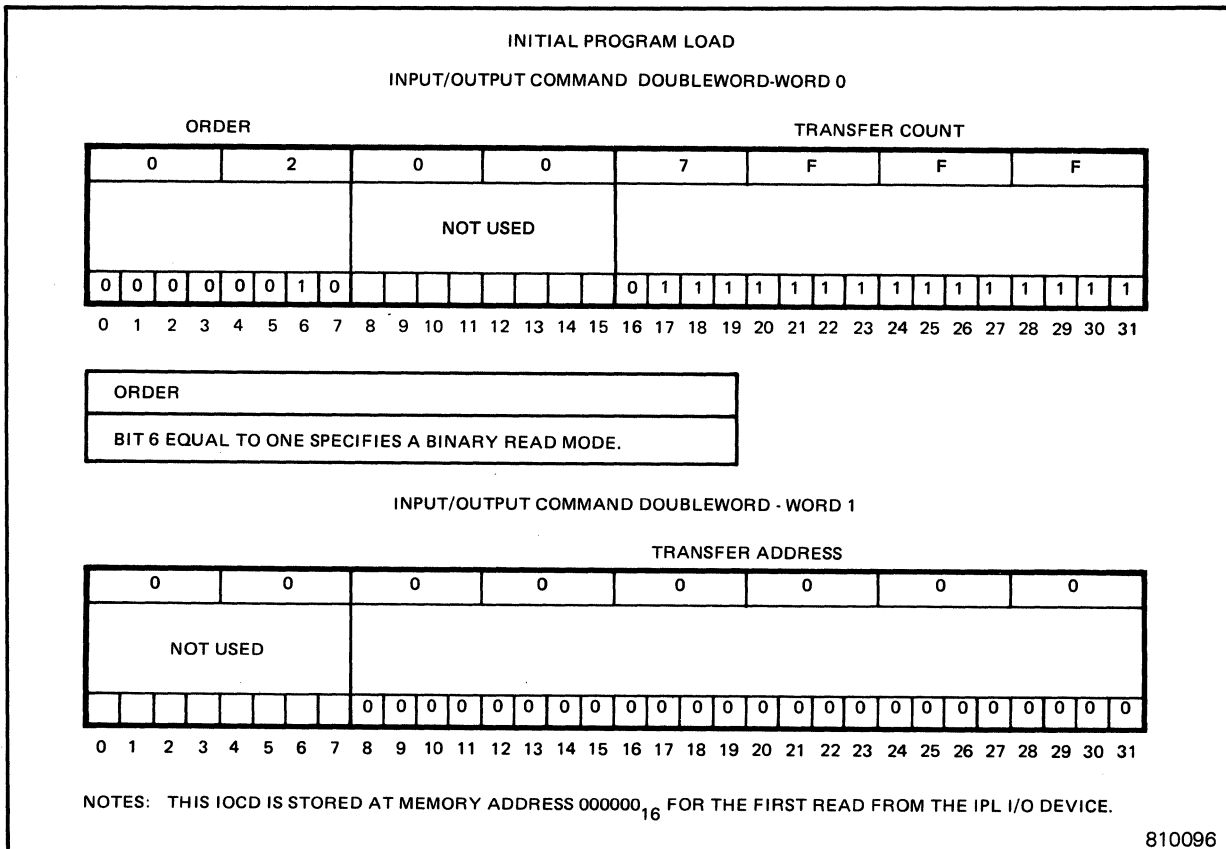 INITIAL PROGRAM LOAD
INPUT/OUTPUT COMMAND DOUBLEWORD-WORD 0
ORDER TRANSFER COUNT
0 2 0 0 7 F F F
NOT USED
0 0 0 0 0 0 1 0 0 1 1 1 1 1 1 1 1 1 1 1 1 1 1 1
0 1 2 3 4 5 6 7 8 9 10 11 12 13 14 15 16 17 18 19 20 21 22 23 24 25 26 27 28 29 30 31
ORDER
BIT 6 EQUAL TO ONE SPECIFIES A BINARY READ MODE.
INPUT/OUTPUT COMMAND DOUBLEWORD - WORD 1
TRANSFER ADDRESS
0 0 0 0 0 0 0 0
NOT USED
0 0 0 0 0 0 0 0 0 0 0 0 0 0 0 0 0 0 0 0 0 0 0 0
0 1 2 3 4 5 6 7 8 9 10 11 12 13 14 15 16 17 18 19 20 21 22 23 24 25 26 27 28 29 30 31
NOTES: THIS IOCD IS STORED AT MEMORY ADDRESS 000000₁₆ FOR THE FIRST READ FROM THE IPL I/O DEVICE.
810096